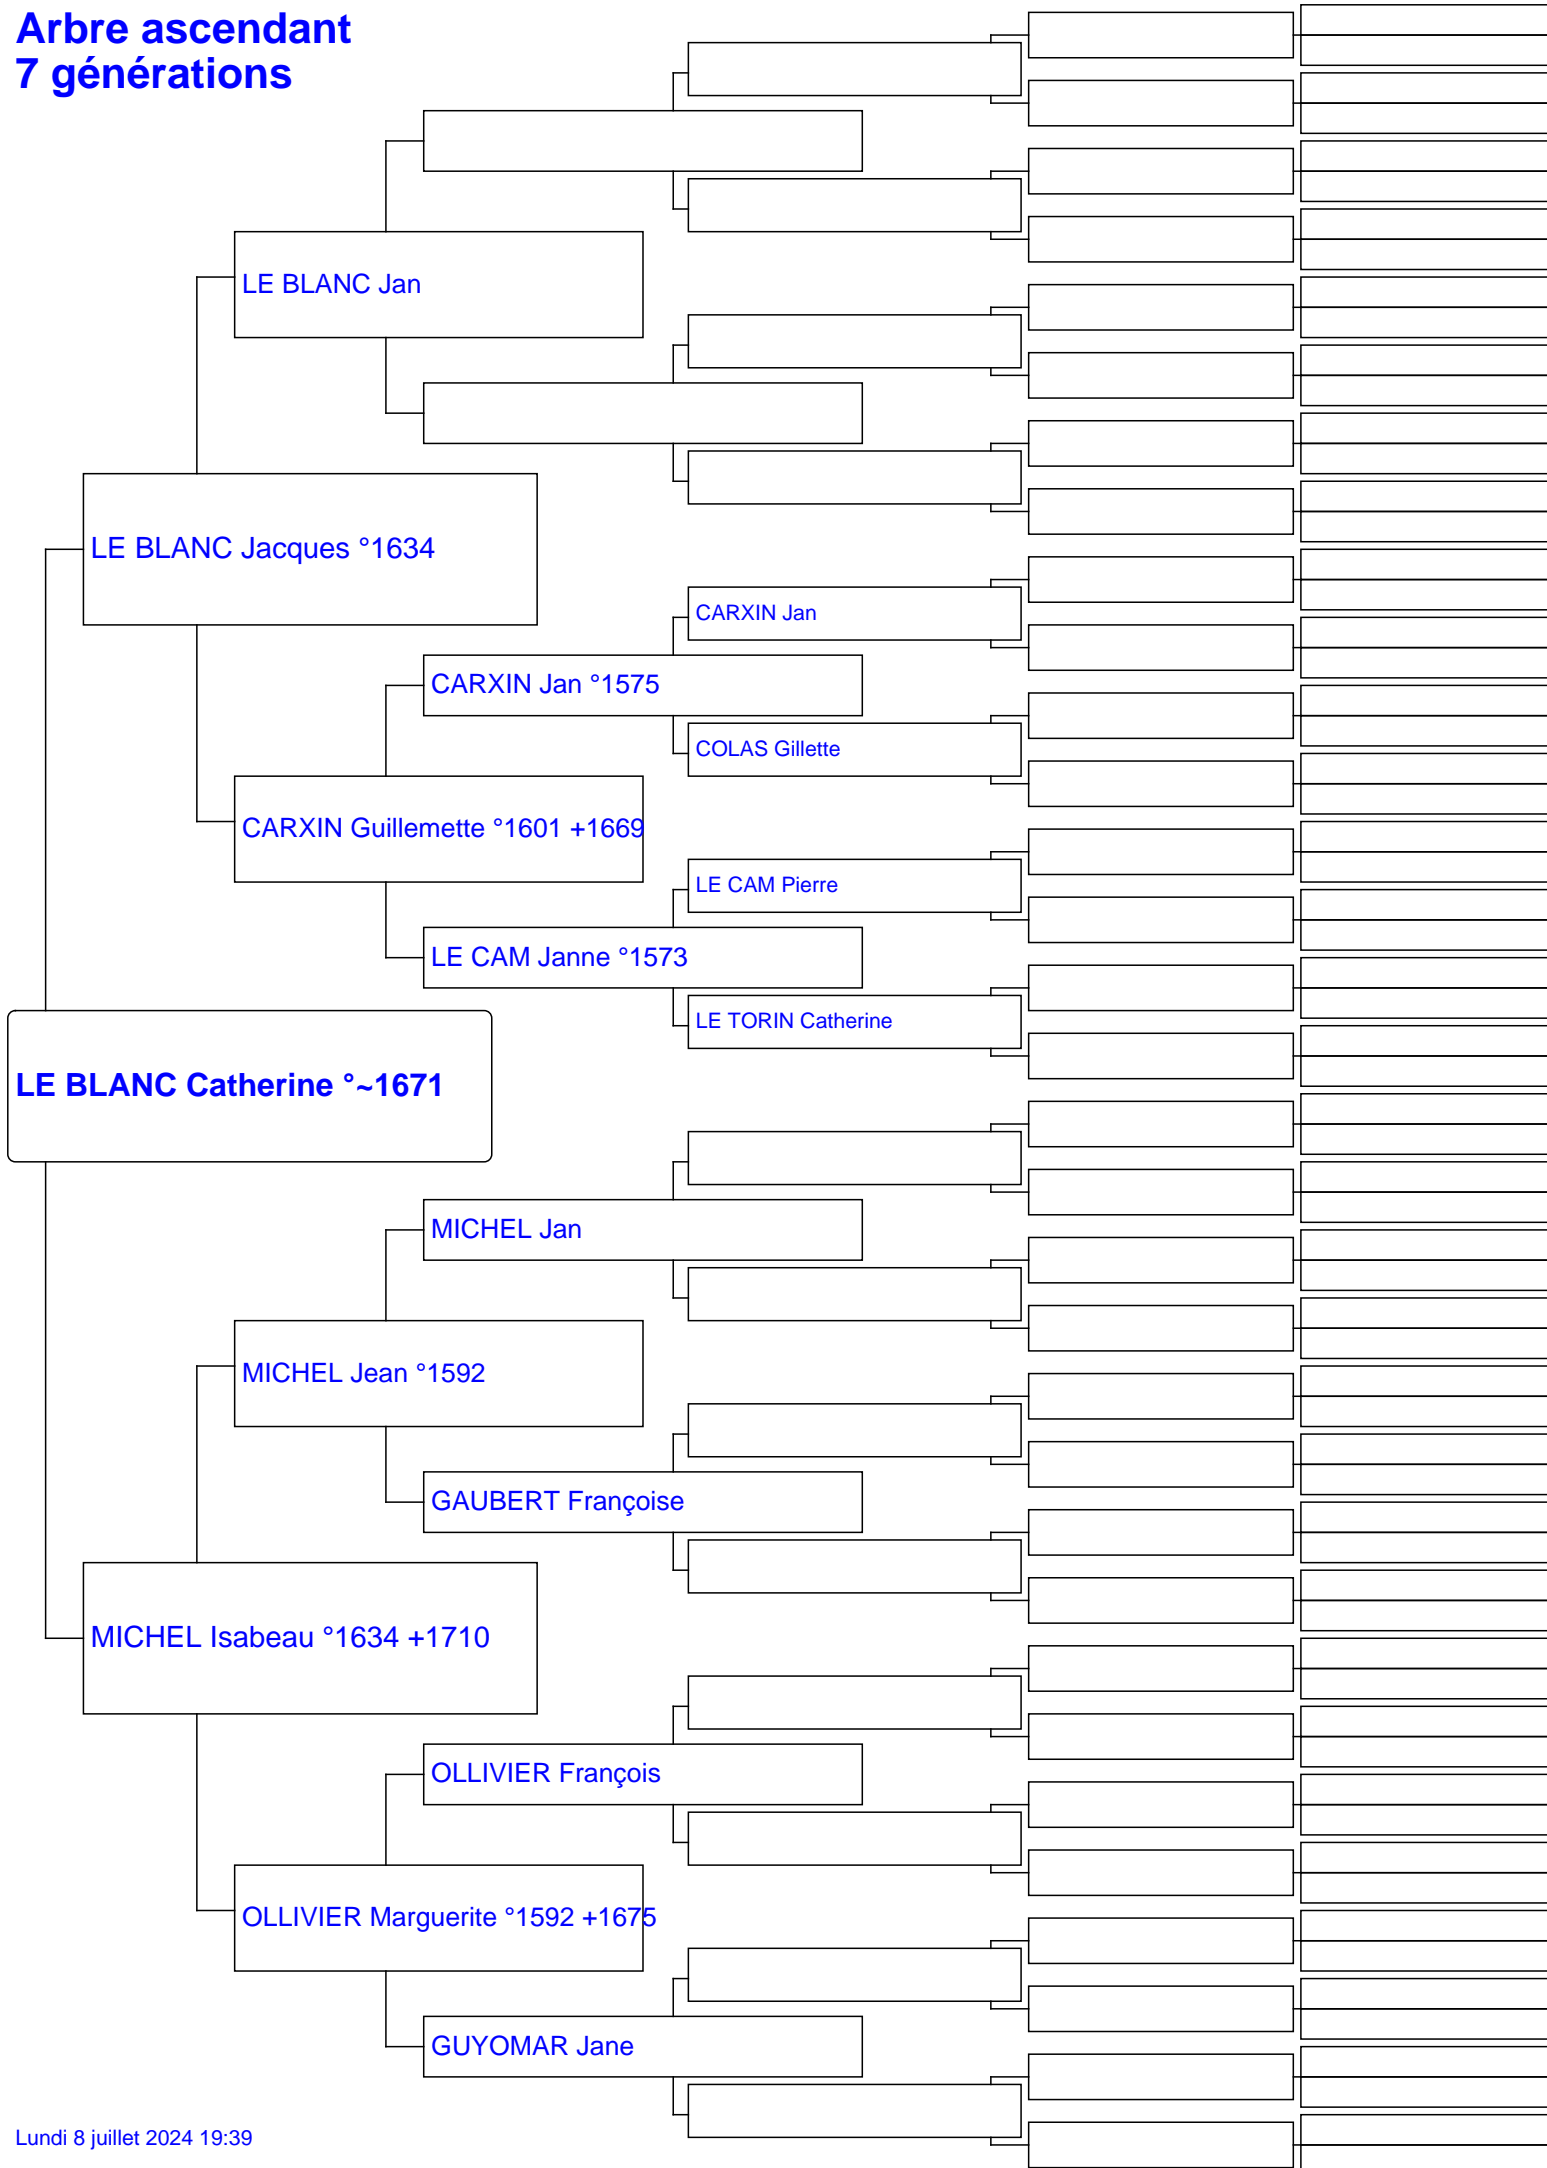 Arbre ascendant
7 générations
LE BLANC Jan
LE BLANC Jacques °1634
CARXIN Jan
CARXIN Jan °1575
COLAS Gillette
CARXIN Guillemette °1601 +1669
LE CAM Pierre
LE CAM Janne °1573
LE TORIN Catherine
LE BLANC Catherine °~1671
MICHEL Jan
MICHEL Jean °1592
GAUBERT Françoise
MICHEL Isabeau °1634 +1710
OLLIVIER François
OLLIVIER Marguerite °1592 +1675
GUYOMAR Jane
Lundi 8 juillet 2024 19:39